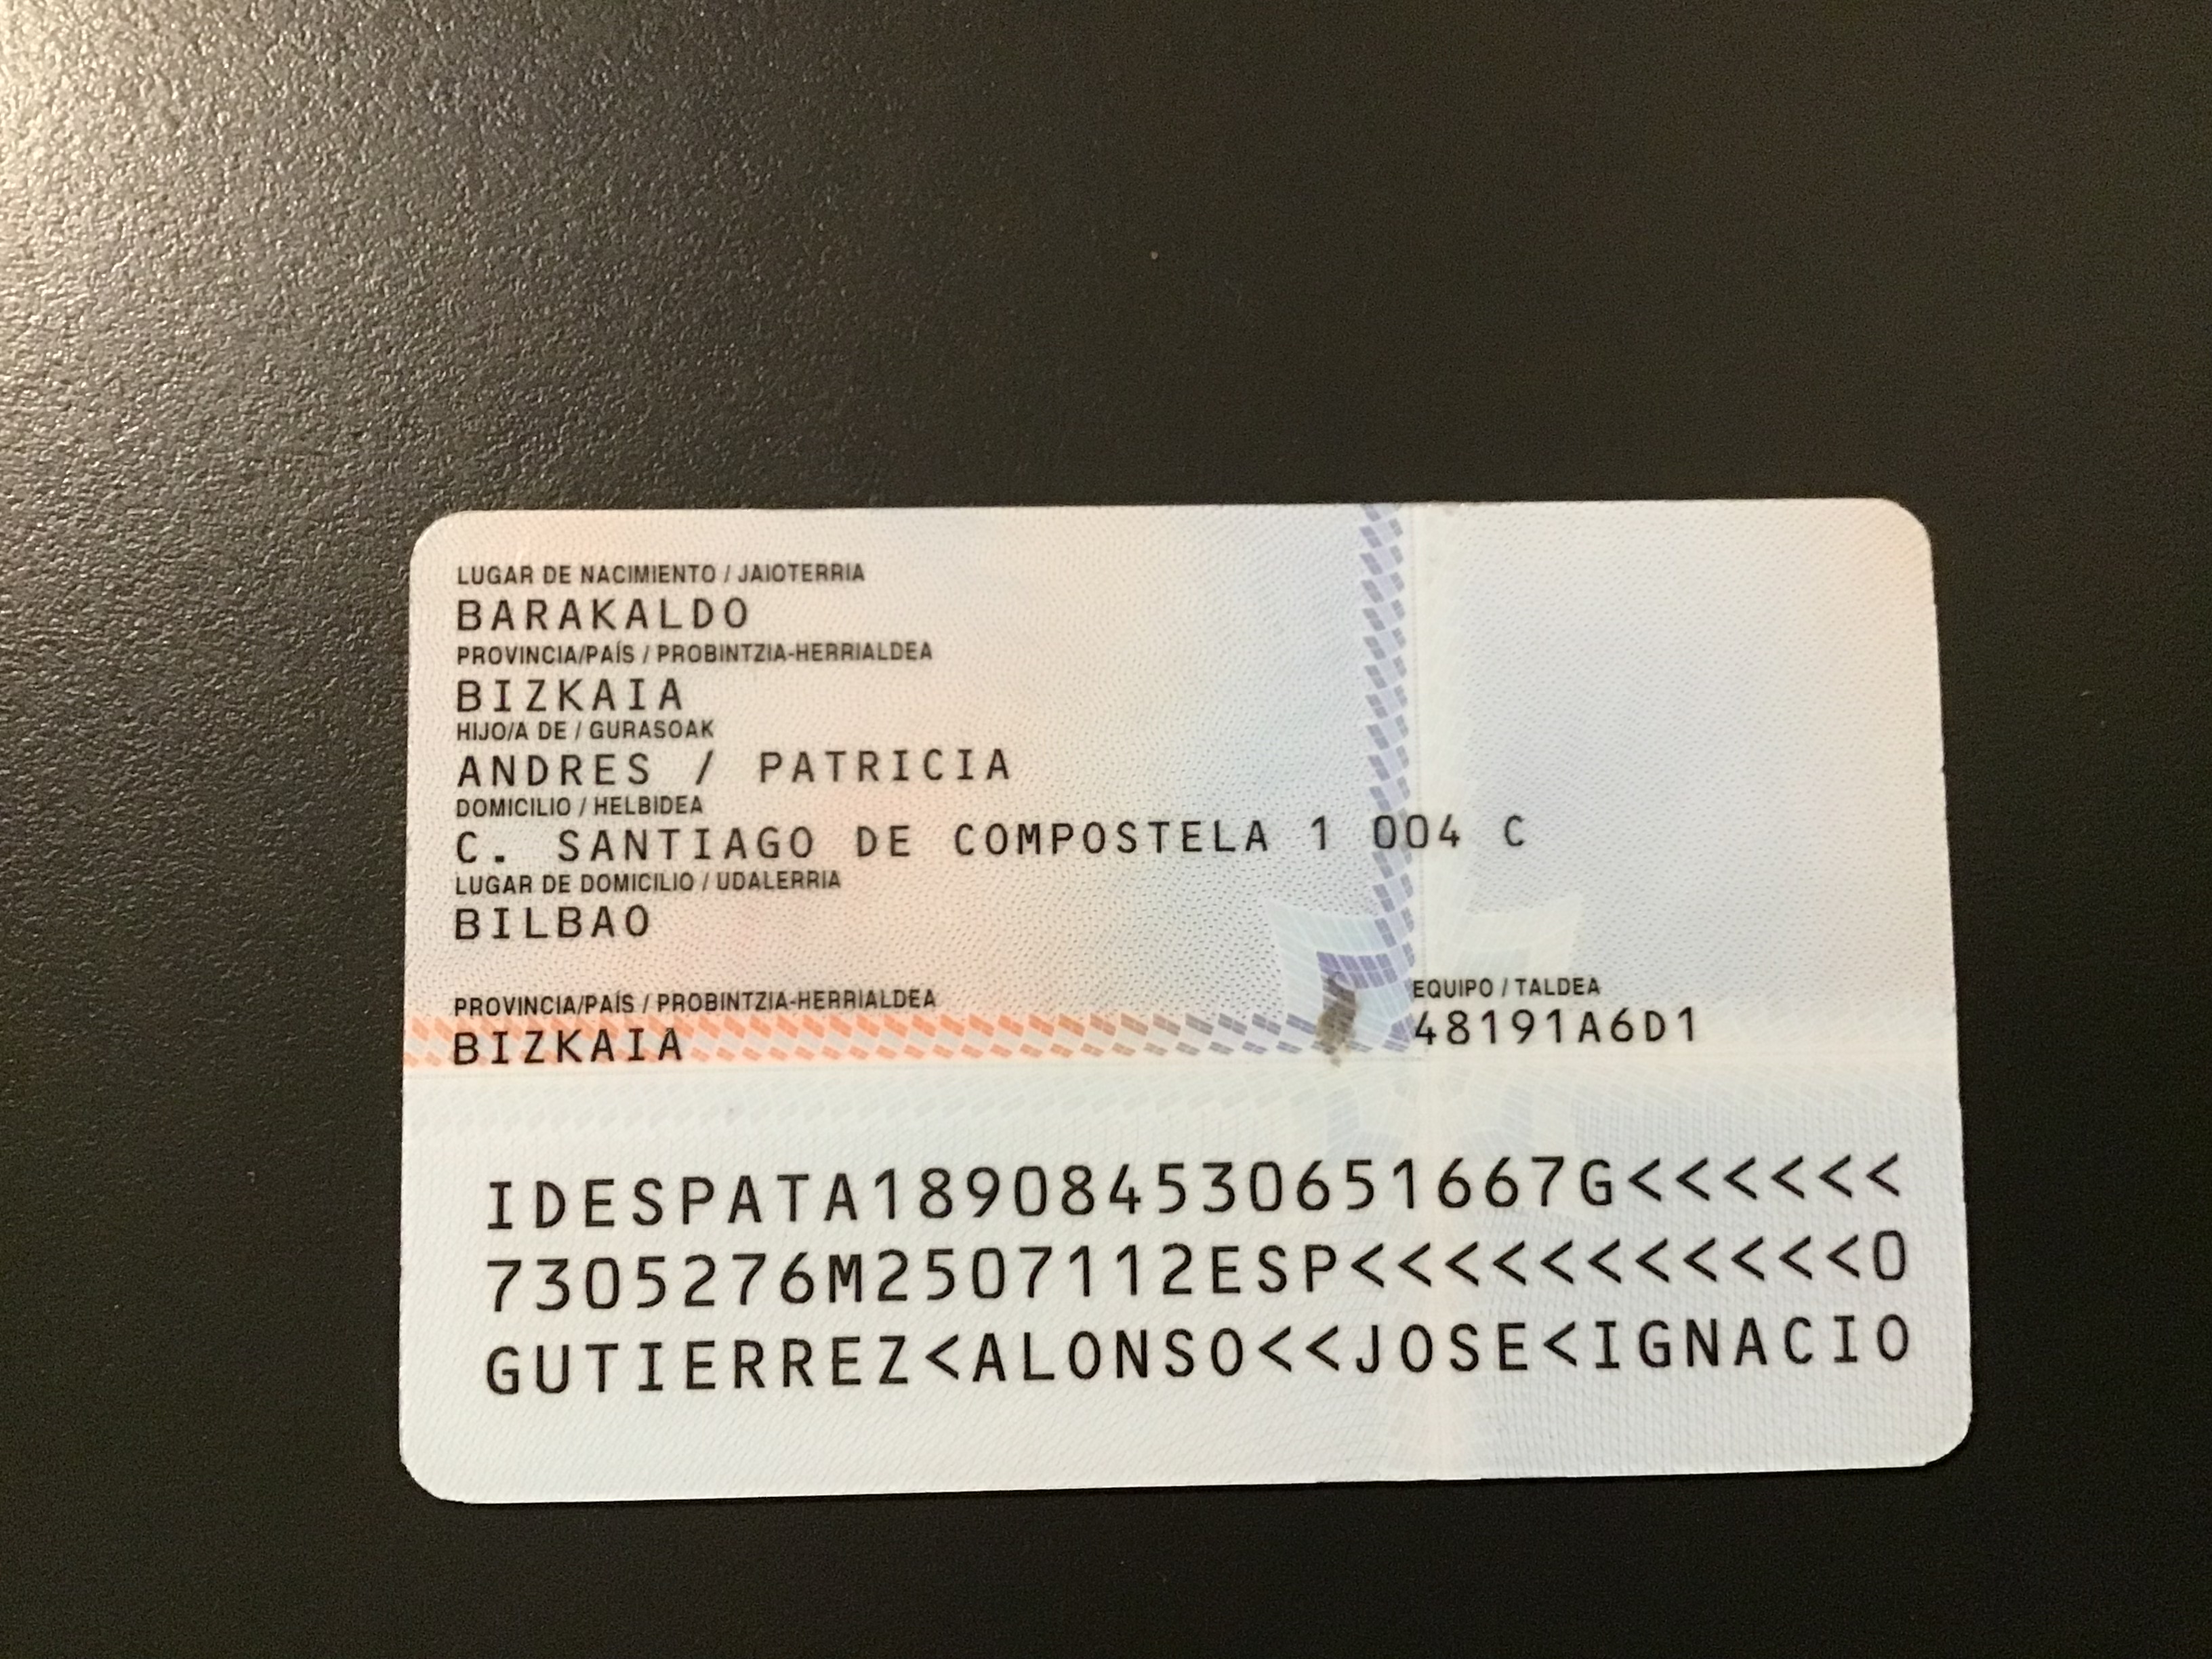 LUGAR DE NACIMIENTO / JAIOTERRIA
BARAKALDO
PROVINCIA/PAÍS / PROBINTZIA-HERRIALDEA
BIZKAIA
HIJO/A DE / GURASOAK
ANDRES / PATRICIA
DOMICILIO / HELBIDEA
C. SANTIAGO DE COMPOSTELA 1 004 C
LUGAR DE DOMICILIO / UDALERRIA
BILBAO
PROVINCIA/PAÍS / PROBINTZIA-HERRIALDEA
BIZKAIA
EQUIPO / TALDEA
48191A6D1
IDESPATA189084530651667G<<<<<<
7305276M2507112ESP<<<<<<<<<<<0
GUTIERREZ<ALONSO<<JOSE<IGNACIO